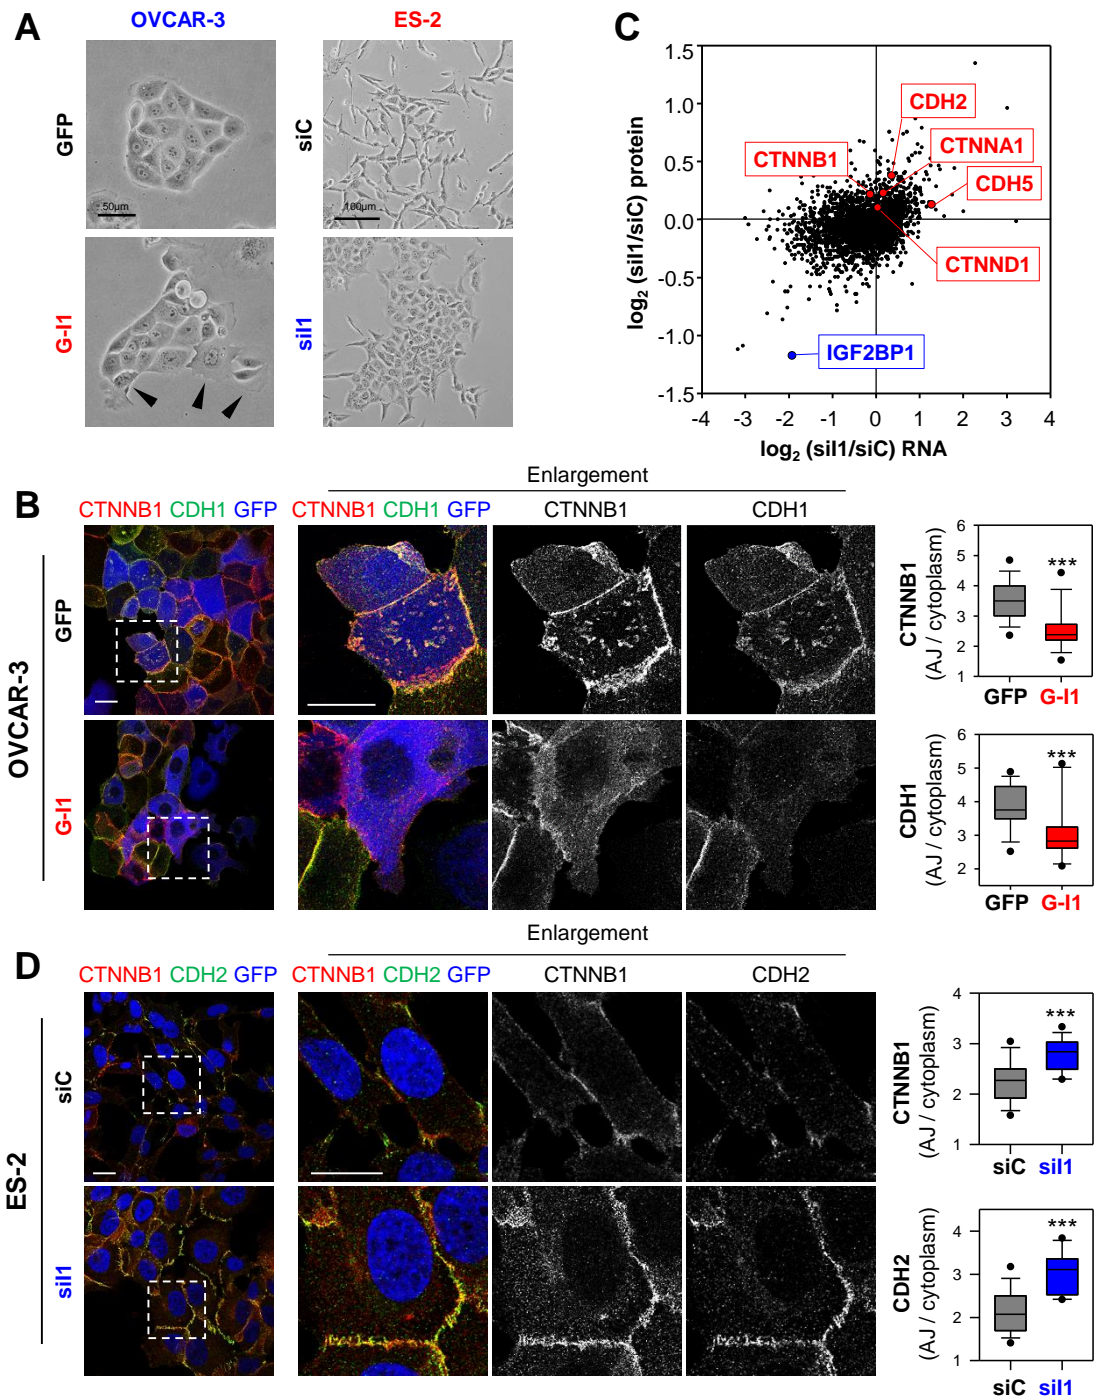 A
OVCAR-3
ES-2
GFP
50µm
siC
100µm
G-I1
siI1
C
log2 (siI1/siC) protein
1.5
1.0
0.5
0.0
-0.5
-1.0
-1.5
CDH2
CTNNA1
CTNNB1
CDH5
CTNND1
IGF2BP1
-4 -3 -2 -1 0 1 2 3 4
log2 (siI1/siC) RNA
B
Enlargement
CTNNB1 CDH1 GFP
CTNNB1 CDH1 GFP
CTNNB1
CDH1
OVCAR-3
GFP
G-I1
CTNNB1
(AJ / cytoplasm)
6
5
4
3
2
1
***
GFP G-I1
CDH1
(AJ / cytoplasm)
6
5
4
3
2
***
GFP G-I1
D
Enlargement
CTNNB1 CDH2 GFP
CTNNB1 CDH2 GFP
CTNNB1
CDH2
ES-2
siC
siI1
CTNNB1
(AJ / cytoplasm)
4
3
2
1
***
siC siI1
CDH2
(AJ / cytoplasm)
4
3
2
1
***
siC siI1